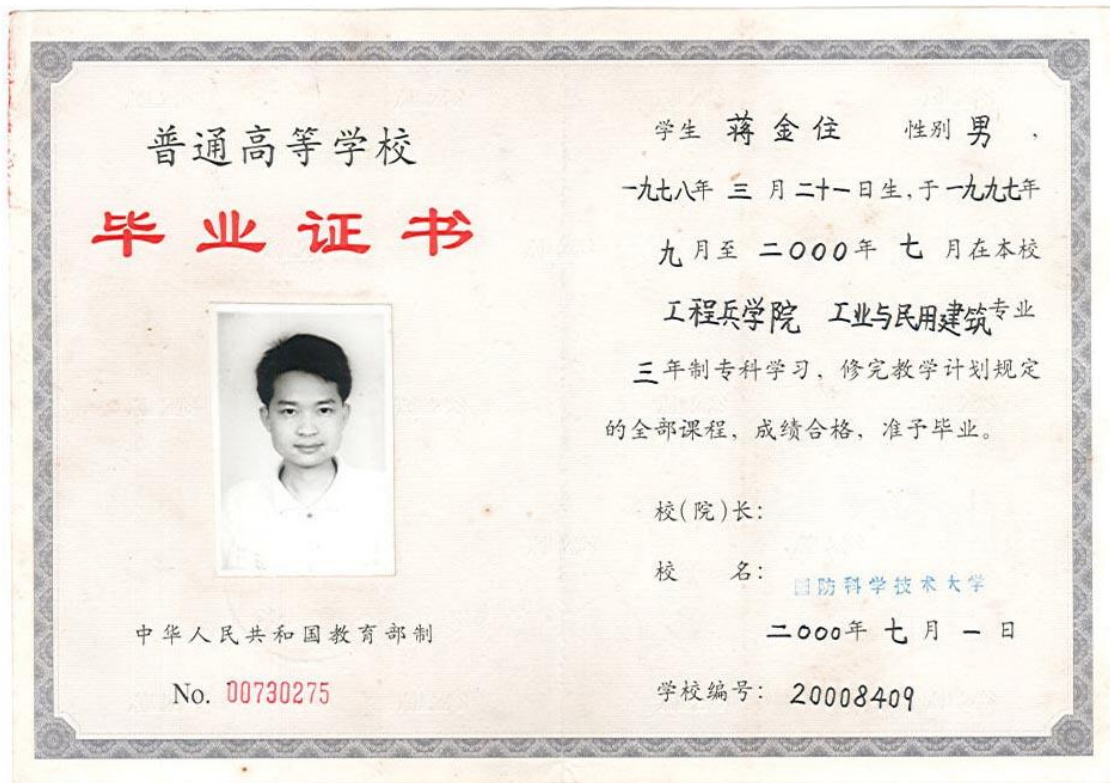 普通高等学校
毕业证书
中华人民共和国教育部制
No. 00730275
学生 蒋金住 性别 男 ，
一九七八年 三 月 二十一日生，于 一九九七年
九 月至 二000年 七 月在本校
工程兵学院 工业与民用建筑专业
三年制专科学习，修完教学计划规定
的全部课程，成绩合格，准予毕业。
校(院)长：
校 名：
国防科学技术大学
二000年 七 月 一 日
学校编号： 20008409